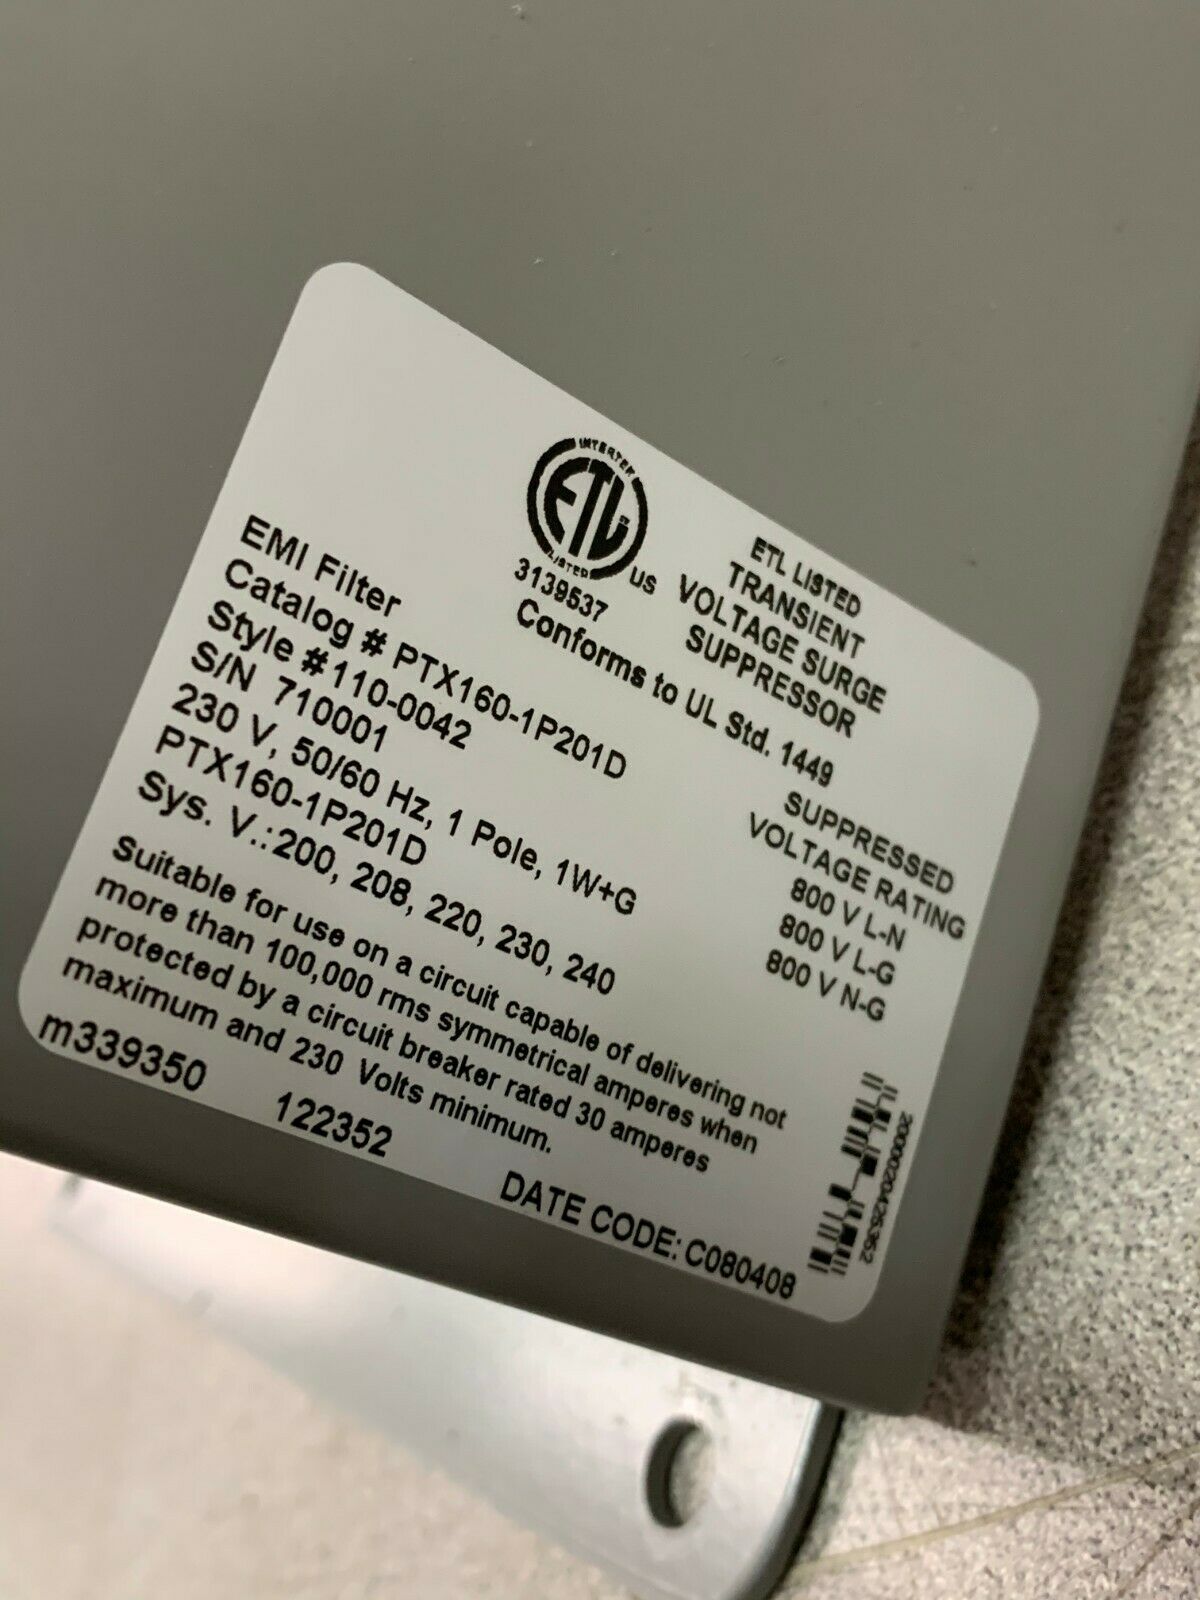 INTERTEK
ETL
LISTED
US
3139537
Conforms to UL Std. 1449
ETL LISTED
TRANSIENT
VOLTAGE SURGE
SUPPRESSOR
EMI Filter
Catalog # PTX160-1P201D
Style #110-0042
S/N 710001
230 V, 50/60 Hz, 1 Pole, 1W+G
PTX160-1P201D
Sys. V.:200, 208, 220, 230, 240
SUPPRESSED
VOLTAGE RATING
800 V L-N
800 V L-G
800 V N-G
Suitable for use on a circuit capable of delivering not
more than 100,000 rms symmetrical amperes when
protected by a circuit breaker rated 30 amperes
maximum and 230 Volts minimum.
m339350 122352 DATE CODE: C080408